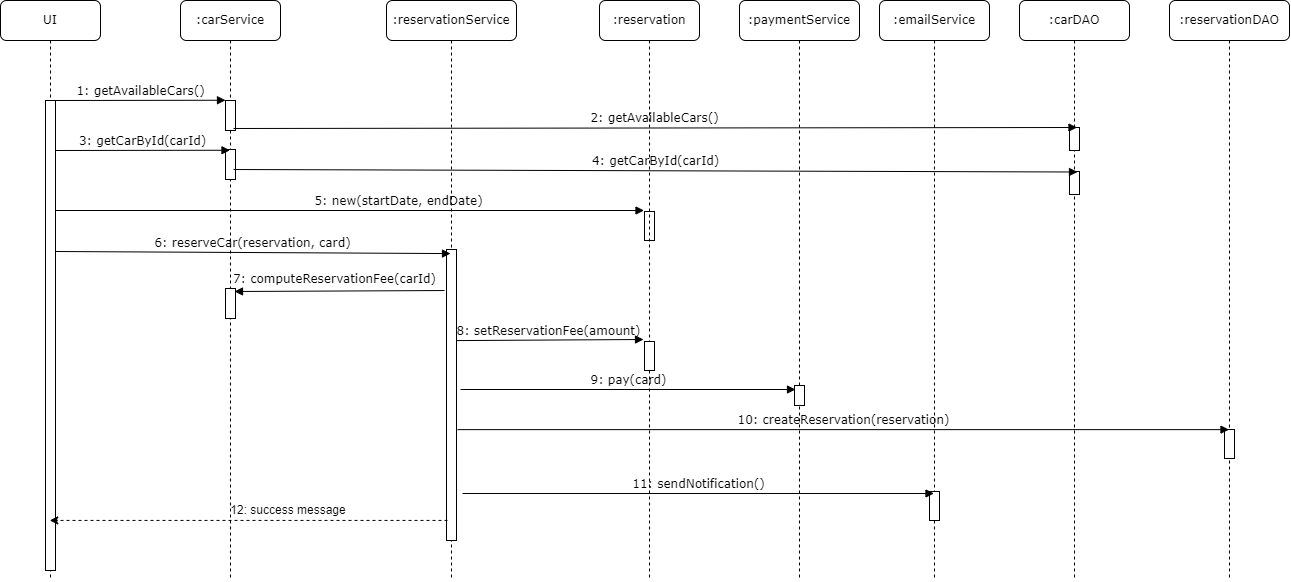 UI
:carService
:reservationService
:reservation
:paymentService
:emailService
:carDAO
:reservationDAO
1: getAvailableCars()
2: getAvailableCars()
3: getCarById(carId)
4: getCarById(carId)
5: new(startDate, endDate)
6: reserveCar(reservation, card)
7: computeReservationFee(carId)
8: setReservationFee(amount)
9: pay(card)
10: createReservation(reservation)
11: sendNotification()
12: success message